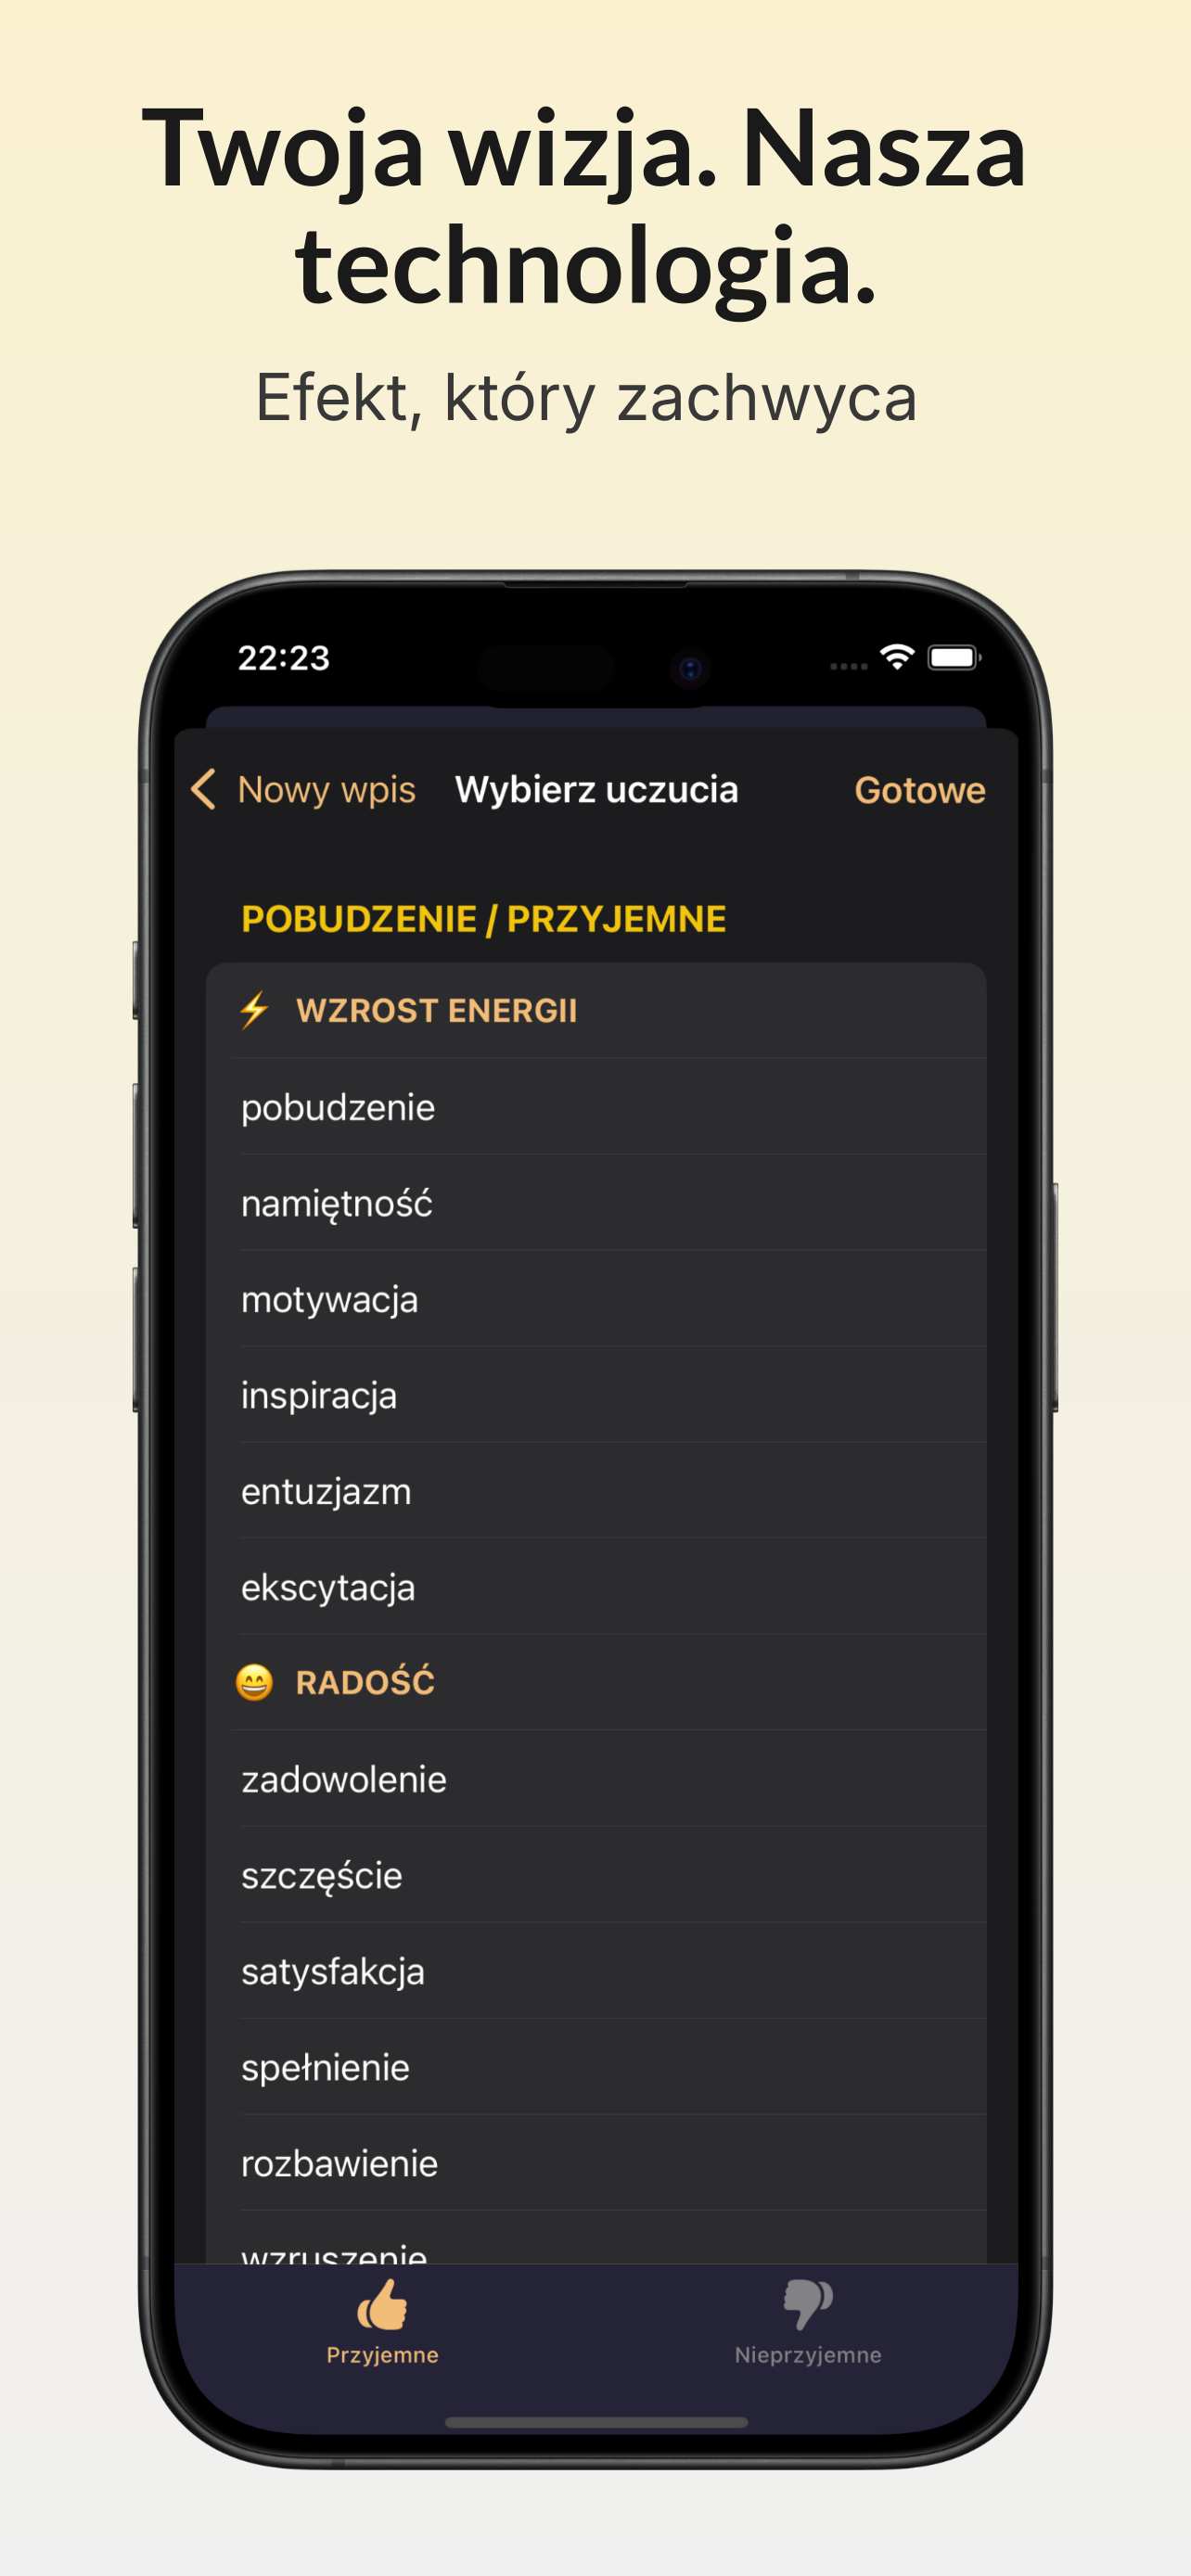 Twoja wizja. Nasza
technologia.
Efekt, który zachwyca
22:23
Nowy wpis Wybierz uczucia Gotowe
POBUDZENIE / PRZYJEMNE
⚡ WZROST ENERGII
pobudzenie
namiętność
motywacja
inspiracja
entuzjazm
ekscytacja
😄 RADOŚĆ
zadowolenie
szczęście
satysfakcja
spełnienie
rozbawienie
wzruszenie
Przyjemne Nieprzyjemne